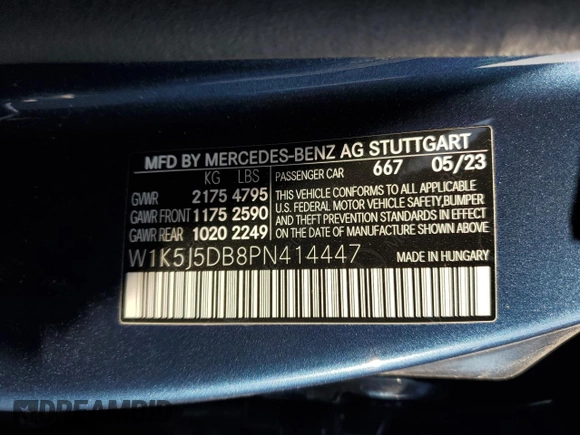 MFD BY MERCEDES-BENZ AG STUTTGART
KG LBS PASSENGER CAR 667 05/23
GVWR 2175 4795
GAWR FRONT 1175 2590
GAWR REAR 1020 2249
THIS VEHICLE CONFORMS TO ALL APPLICABLE
U.S. FEDERAL MOTOR VEHICLE SAFETY,BUMPER
AND THEFT PREVENTION STANDARDS IN EFFECT
ON THE DATE OF MANUFACTURE SHOWN ABOVE
W1K5J5DB8PN414447 MADE IN HUNGARY
DREAMBID